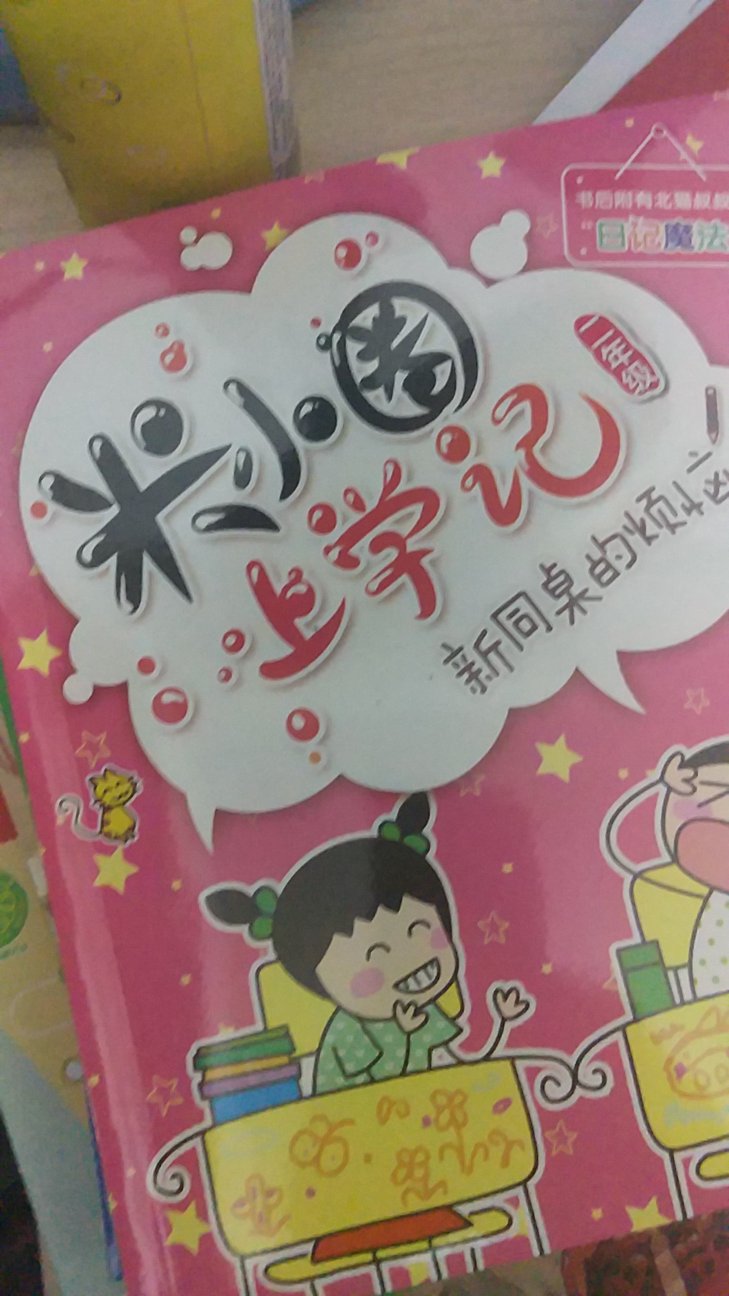 书后附有北猫叔叔
日记魔法
米小圈
二年级
上学记
新同桌的烦恼